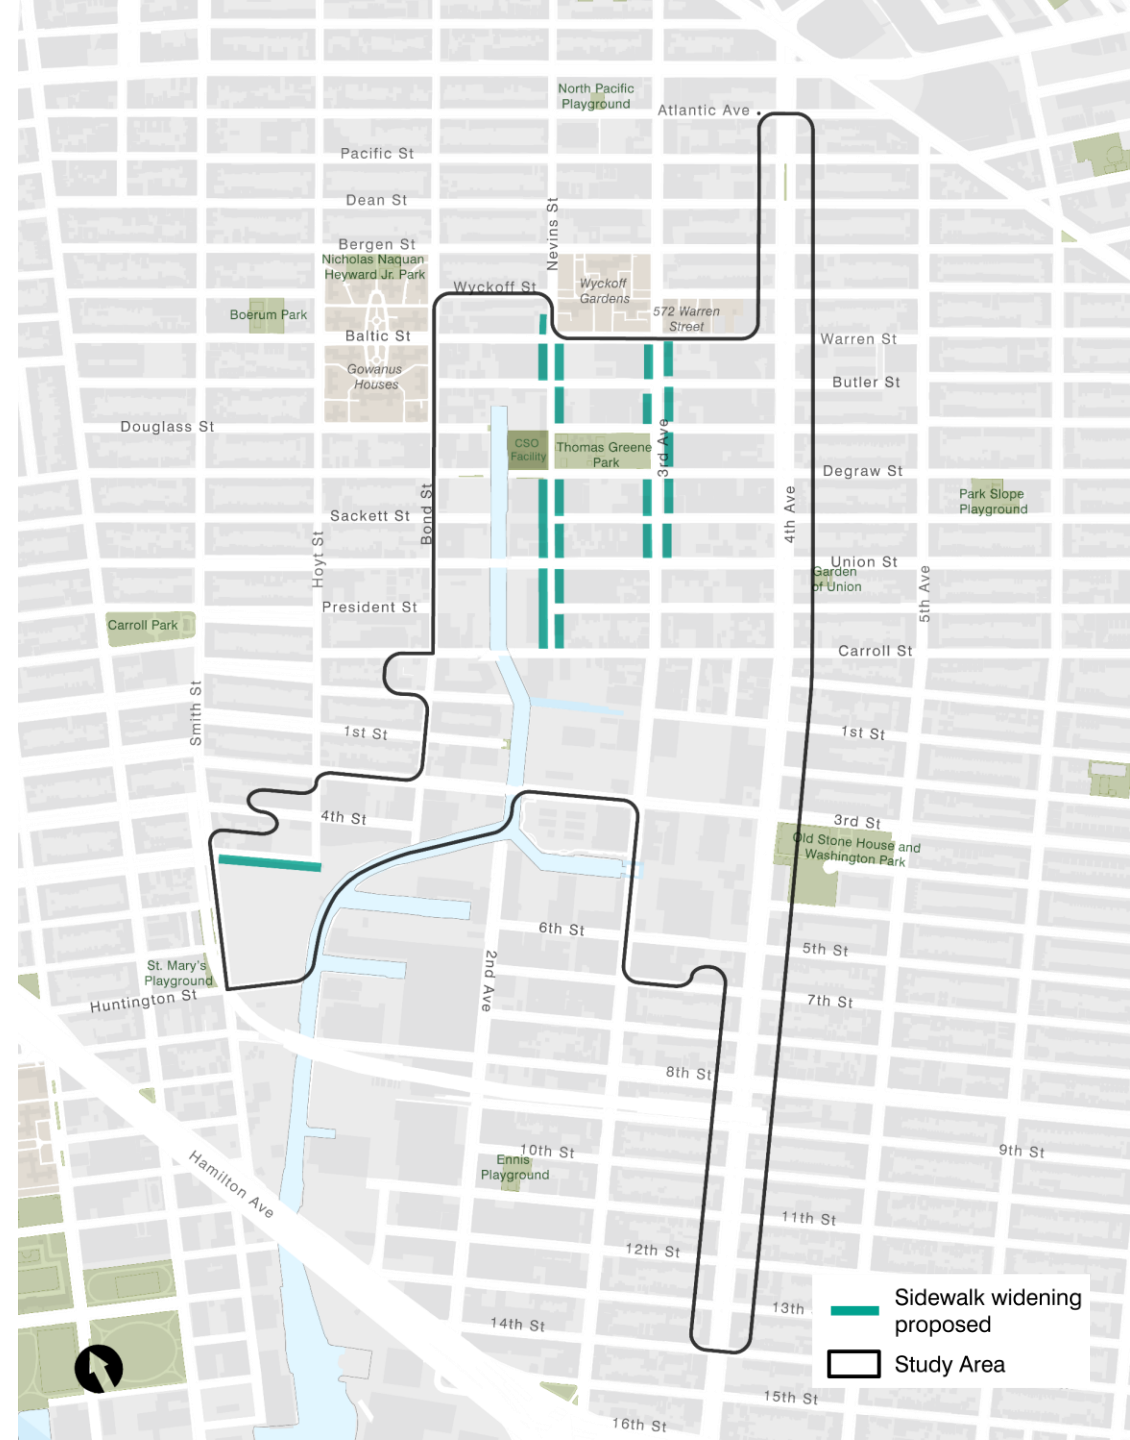 North Pacific
Playground
Atlantic Ave
Pacific St
Dean St
Nevins St
Bergen St
Nicholas Naquan
Heyward Jr. Park
Wyckoff St
Wyckoff
Gardens
572 Warren
Street
Boerum Park
Baltic St
Warren St
Gowanus
Houses
Butler St
Douglass St
CSO
Facility
Thomas Greene
Park
3rd Ave
Degraw St
Bond St
4th Ave
Park Slope
Playground
Sackett St
Hoyt St
Union St
Garden
of Union
5th Ave
President St
Carroll Park
Carroll St
Smith St
1st St
1st St
4th St
3rd St
Old Stone House and
Washington Park
6th St
5th St
St. Mary's
Playground
2nd Ave
Huntington St
7th St
8th St
10th St
9th St
Ennis
Playground
Hamilton Ave
11th St
12th St
13th
14th St
15th St
16th St
Sidewalk widening
proposed
Study Area